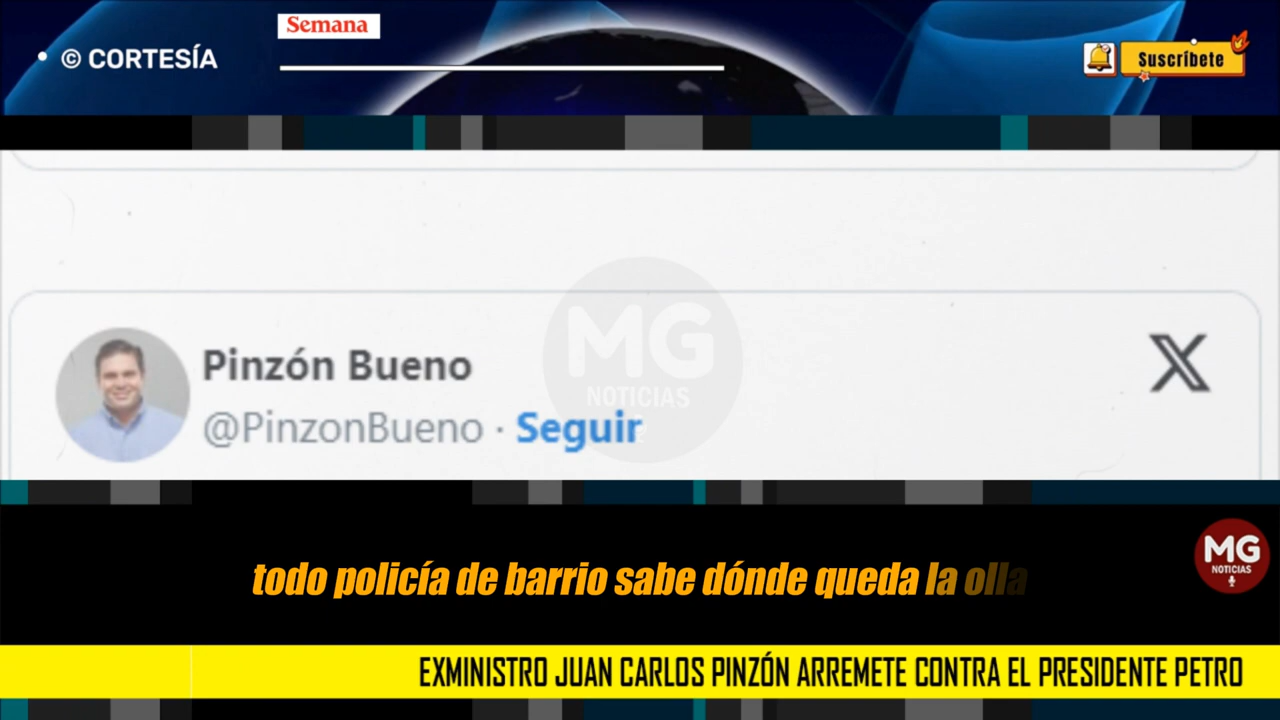 Semana
• © CORTESÍA
Suscríbete
MG
NOTICIAS
Pinzón Bueno
@PinzonBueno · Seguir
todo policía de barrio sabe dónde queda la olla
MG
NOTICIAS
EXMINISTRO JUAN CARLOS PINZÓN ARREMETE CONTRA EL PRESIDENTE PETRO